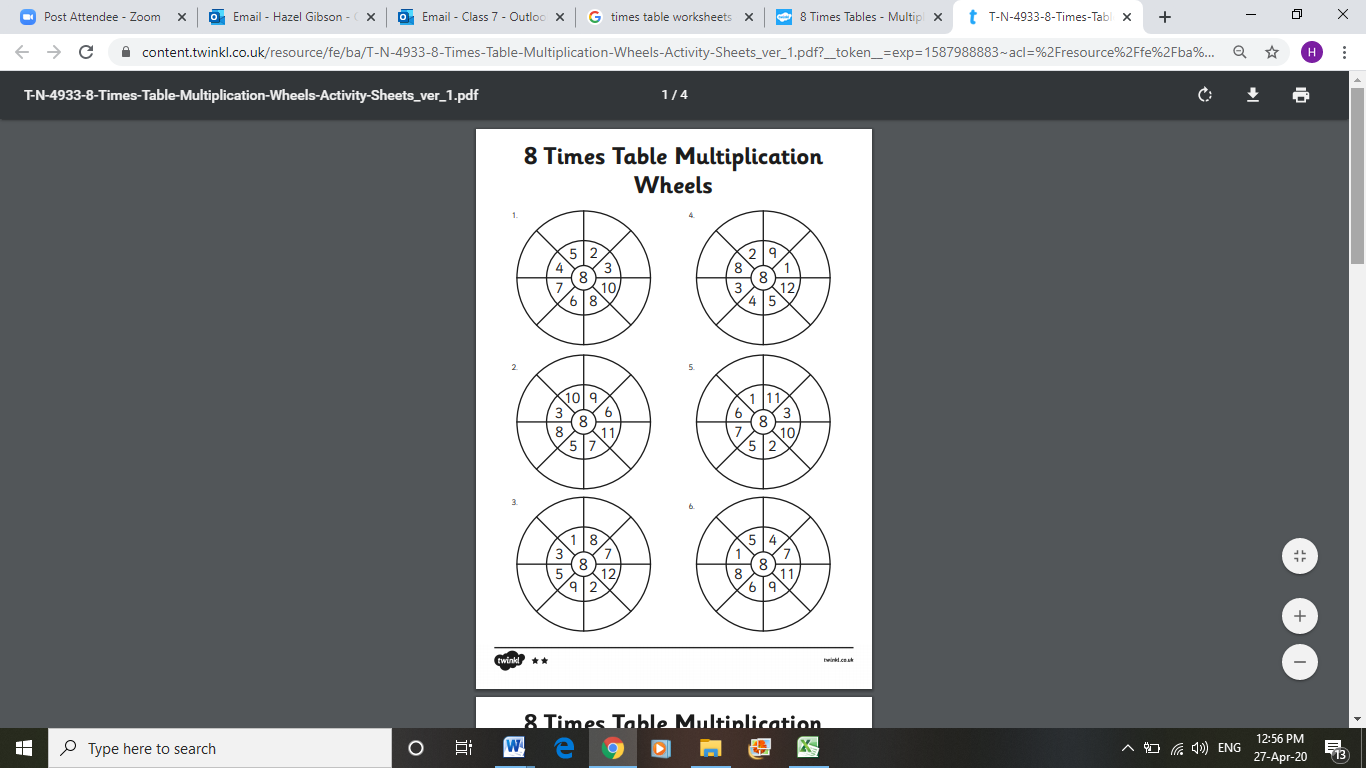 Post Attendee - Zoom
Email - Hazel Gibson -
Email - Class 7 - Outloo
times table worksheets
8 Times Tables - Multipl
T-N-4933-8-Times-Tabl
content.twinkl.co.uk/resource/fe/ba/T-N-4933-8-Times-Table-Multiplication-Wheels-Activity-Sheets_ver_1.pdf?__token__=exp=1587988883~acl=%2Fresource%2Ffe%2Fba%...
H
T-N-4933-8-Times-Table-Multiplication-Wheels-Activity-Sheets_ver_1.pdf
1 / 4
8 Times Table Multiplication
Wheels
1.
5 2
4 3
8
7 10
6 8
4.
2 9
8 1
8
3 12
4 5
2.
10 9
3 6
8
8 11
5 7
5.
1 11
6 3
8
7 10
5 2
3.
1 8
3 7
8
5 12
9 2
6.
5 4
1 7
8
8 11
6 9
twinkl
twinkl.co.uk
8 Times Table Multiplication
Type here to search
ENG
12:56 PM
27-Apr-20
13